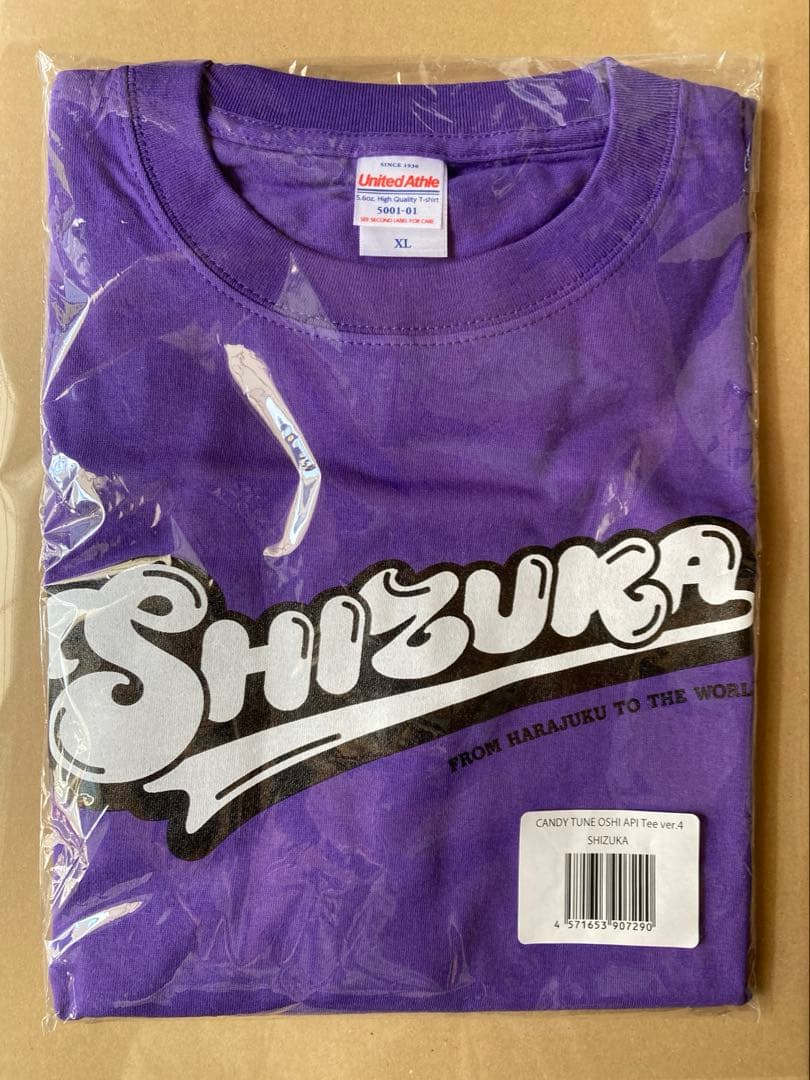 SINCE 1936
United Athle
5.6oz. High Quality T-shirt
5001-01
SEE SECOND LABEL FOR CARE
XL
SHIZUKA
FROM HARAJUKU TO THE WORL
CANDY TUNE OSHI API Tee ver.4
SHIZUKA
4 571653 907290